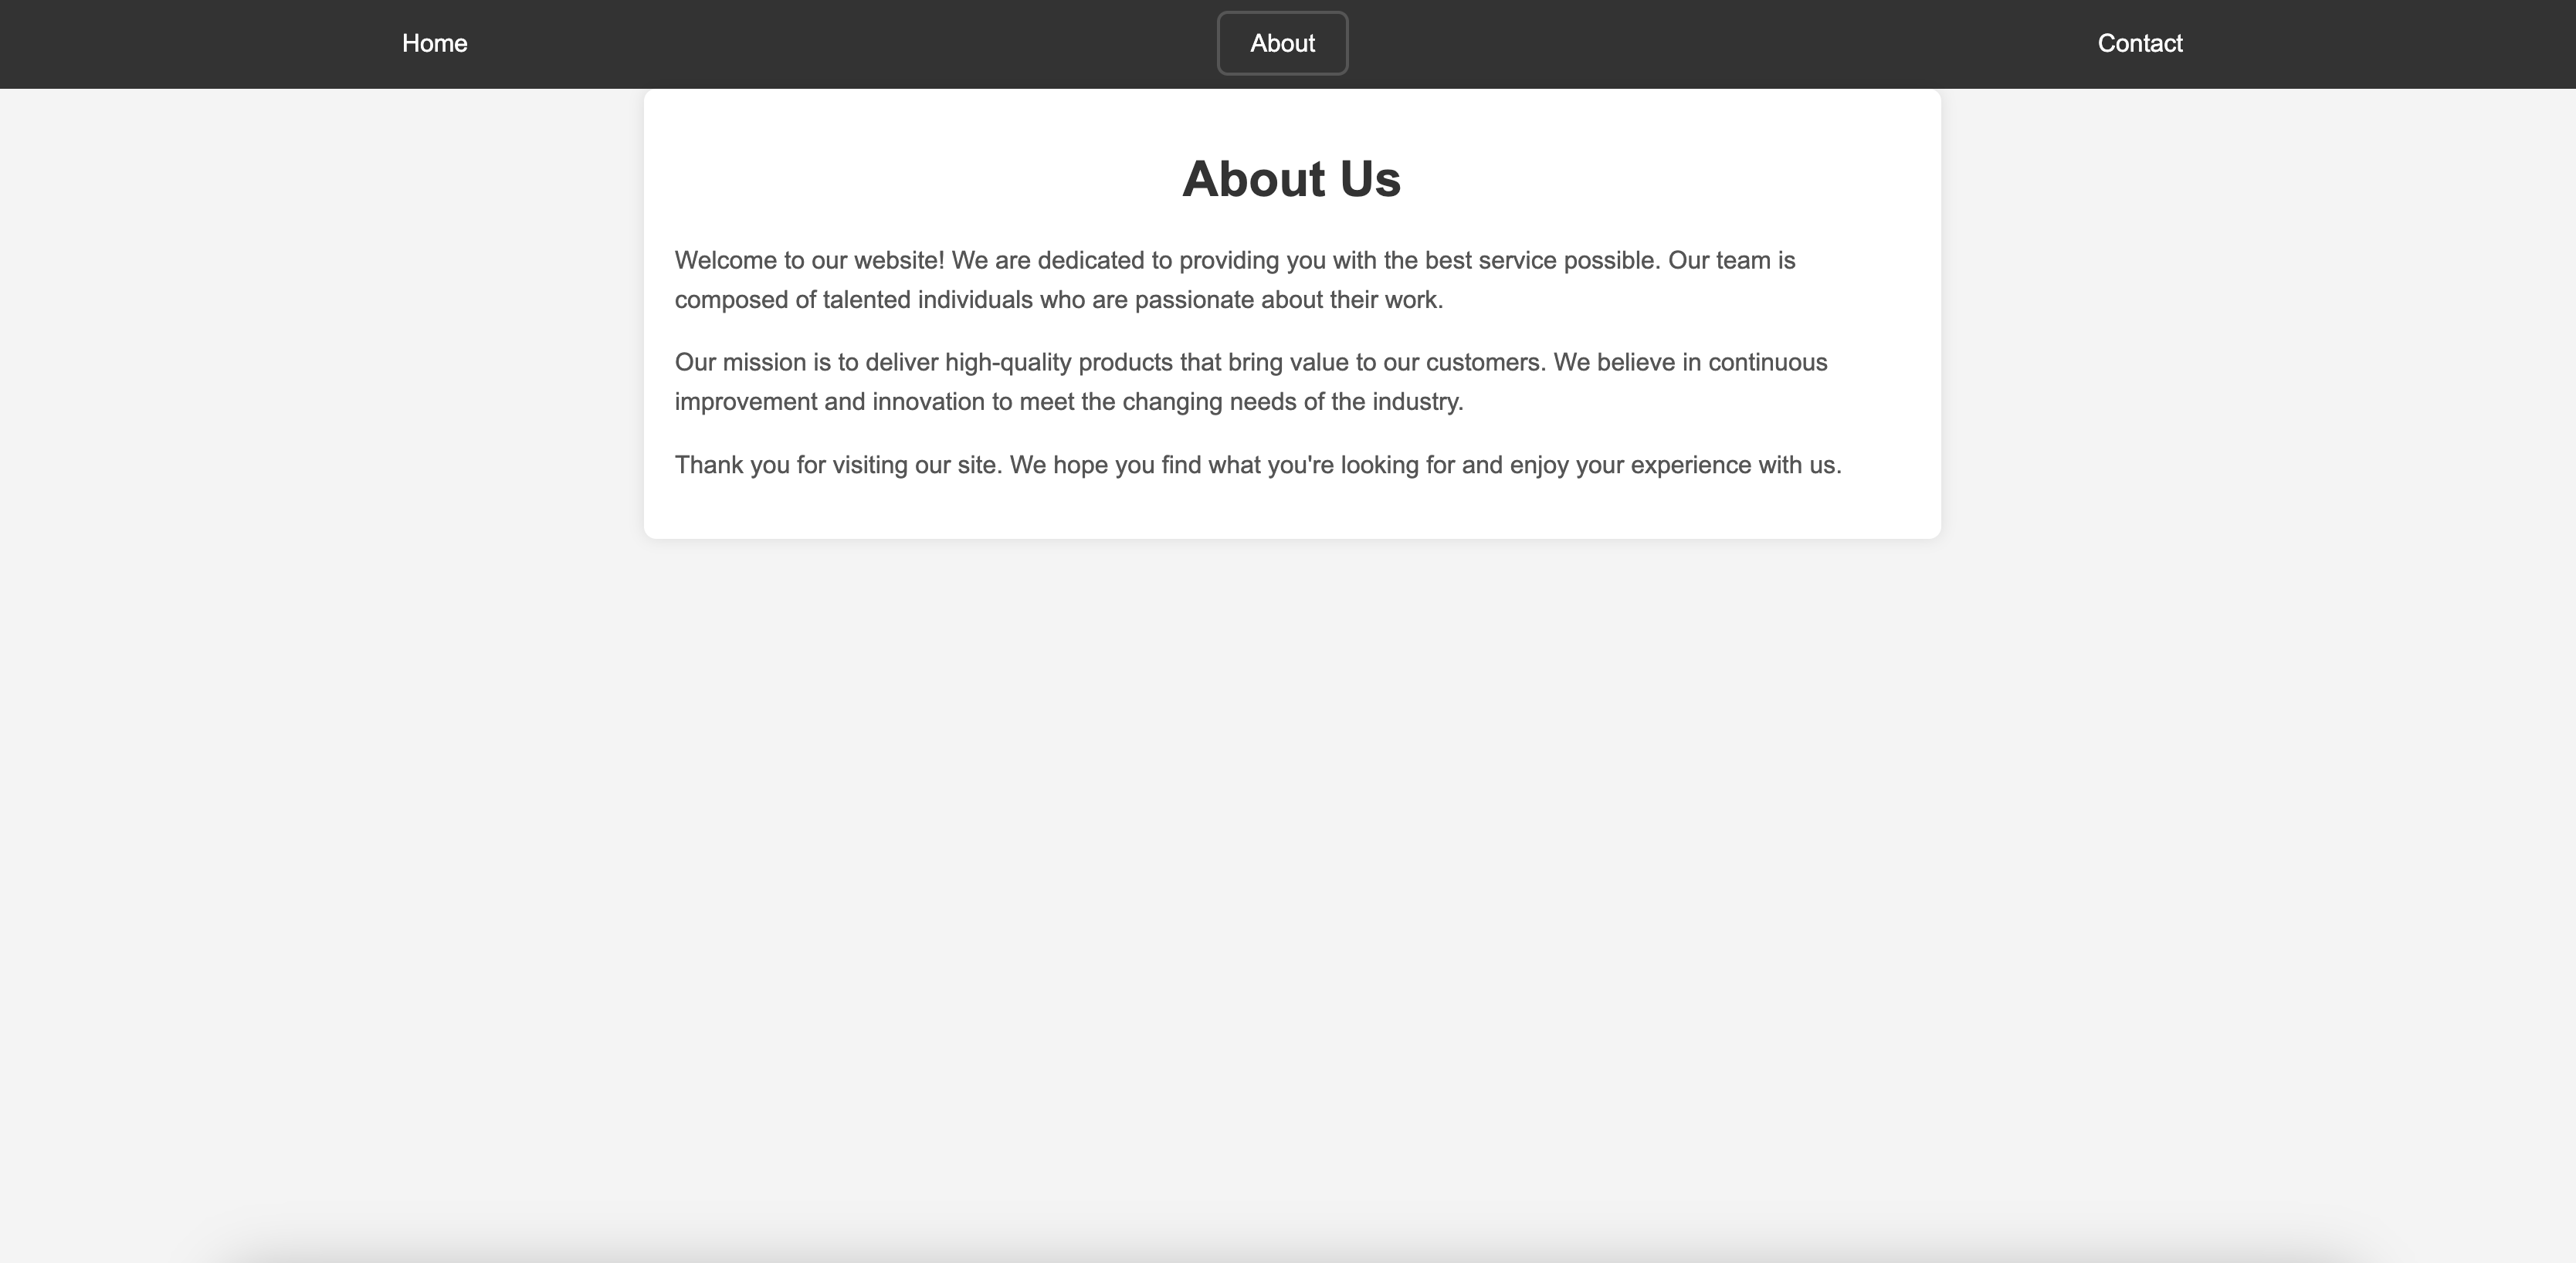 Home About Contact
About Us
Welcome to our website! We are dedicated to providing you with the best service possible. Our team is
composed of talented individuals who are passionate about their work.
Our mission is to deliver high-quality products that bring value to our customers. We believe in continuous
improvement and innovation to meet the changing needs of the industry.
Thank you for visiting our site. We hope you find what you're looking for and enjoy your experience with us.